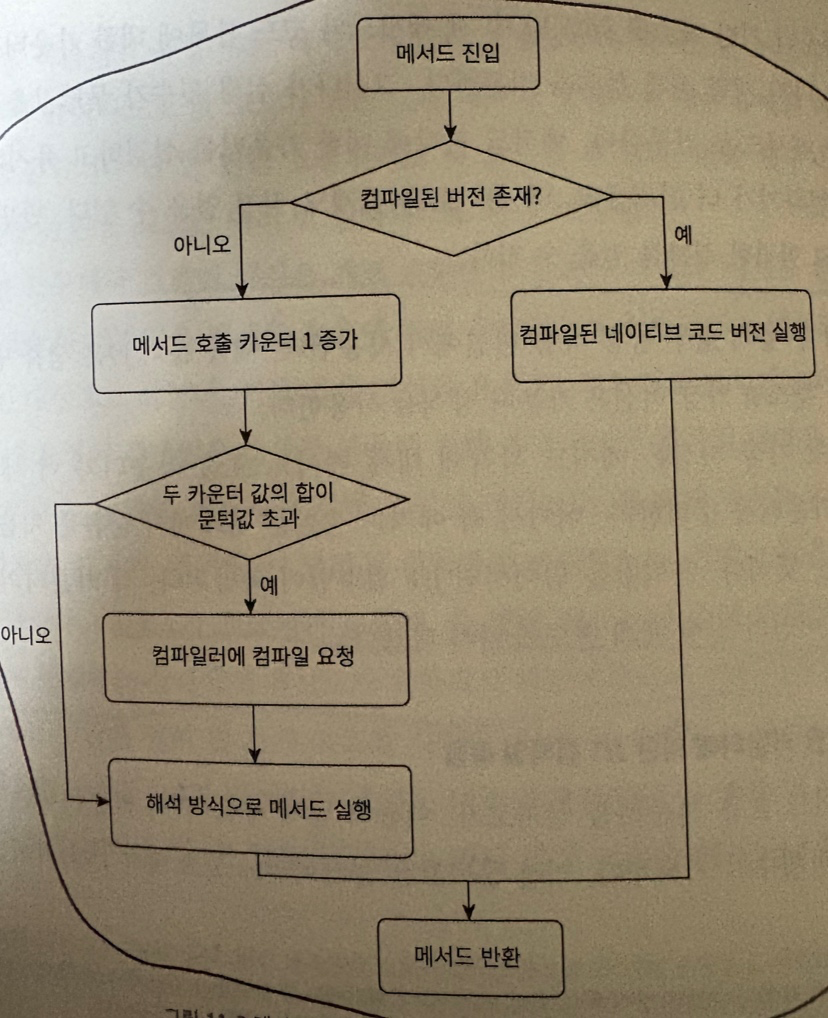 메서드 진입
컴파일된 버전 존재?
아니오
예
메서드 호출 카운터 1 증가
컴파일된 네이티브 코드 버전 실행
두 카운터 값의 합이
문턱값 초과
예
아니오
컴파일러에 컴파일 요청
해석 방식으로 메서드 실행
메서드 반환